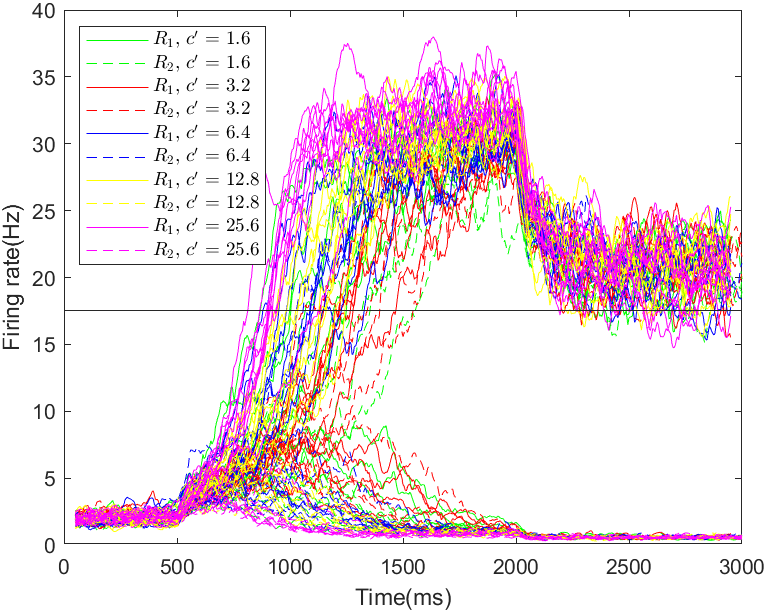 40
35
30
25
20
15
10
5
0
Firing rate(Hz)
R₁, c′ = 1.6
R₂, c′ = 1.6
R₁, c′ = 3.2
R₂, c′ = 3.2
R₁, c′ = 6.4
R₂, c′ = 6.4
R₁, c′ = 12.8
R₂, c′ = 12.8
R₁, c′ = 25.6
R₂, c′ = 25.6
0 500 1000 1500 2000 2500 3000
Time(ms)